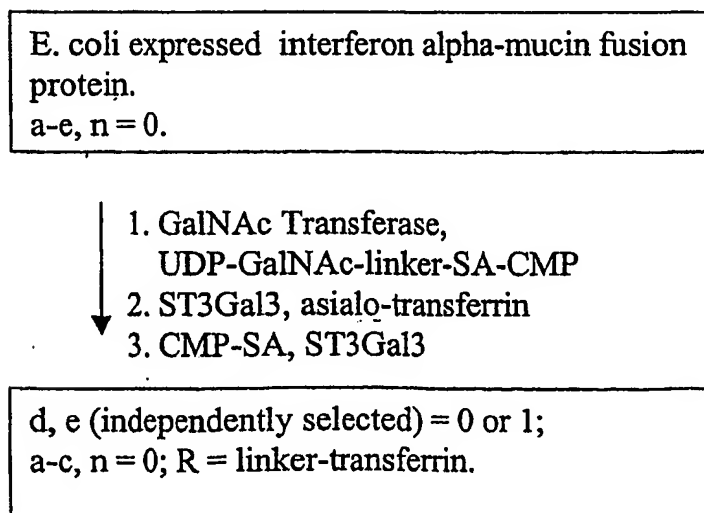 E. coli expressed interferon alpha-mucin fusion
protein.
a-e, n = 0.
1. GalNAc Transferase,
UDP-GalNAc-linker-SA-CMP
2. ST3Gal3, asialo-transferrin
3. CMP-SA, ST3Gal3
d, e (independently selected) = 0 or 1;
a-c, n = 0; R = linker-transferrin.